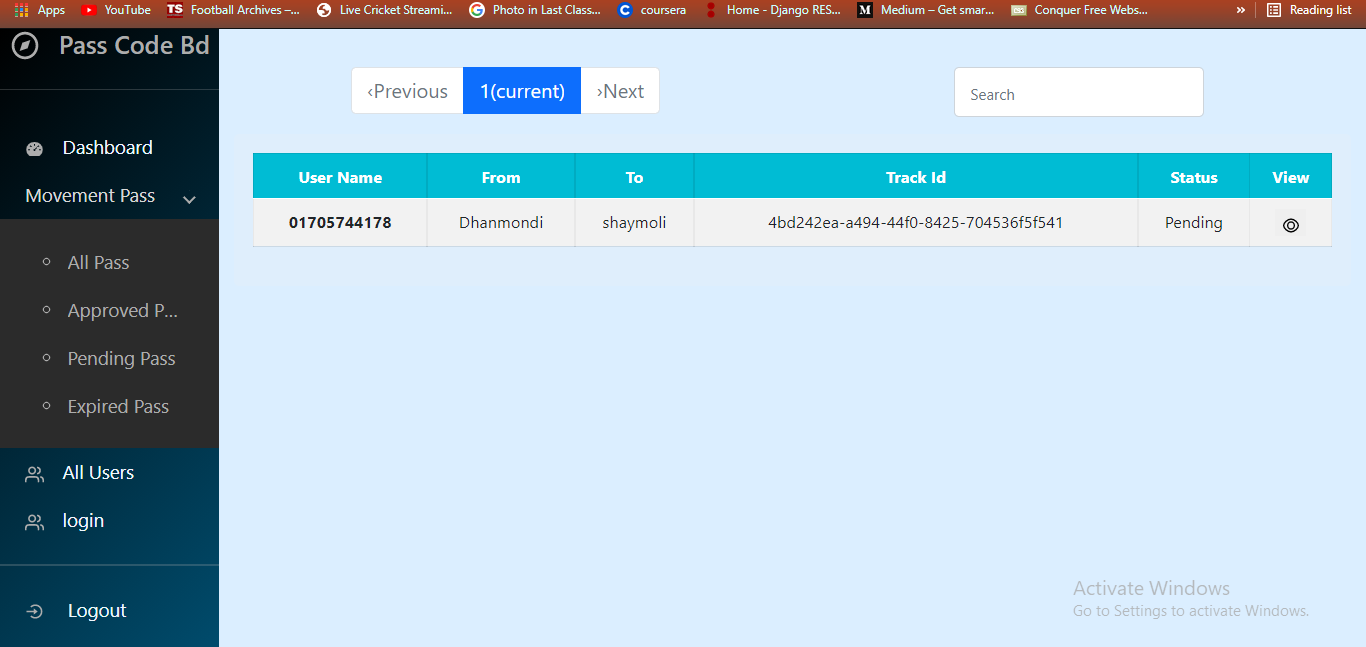 Apps YouTube TS Football Archives –... Live Cricket Streami... Photo in Last Class... coursera Home - Django RES... M Medium – Get smar... Conquer Free Webs... » Reading list
Pass Code Bd
Dashboard
Movement Pass
All Pass
Approved P...
Pending Pass
Expired Pass
All Users
login
Logout
‹Previous 1(current) ›Next
Search
User Name From To Track Id Status View
01705744178 Dhanmondi shaymoli 4bd242ea-a494-44f0-8425-704536f5f541 Pending
Activate Windows
Go to Settings to activate Windows.